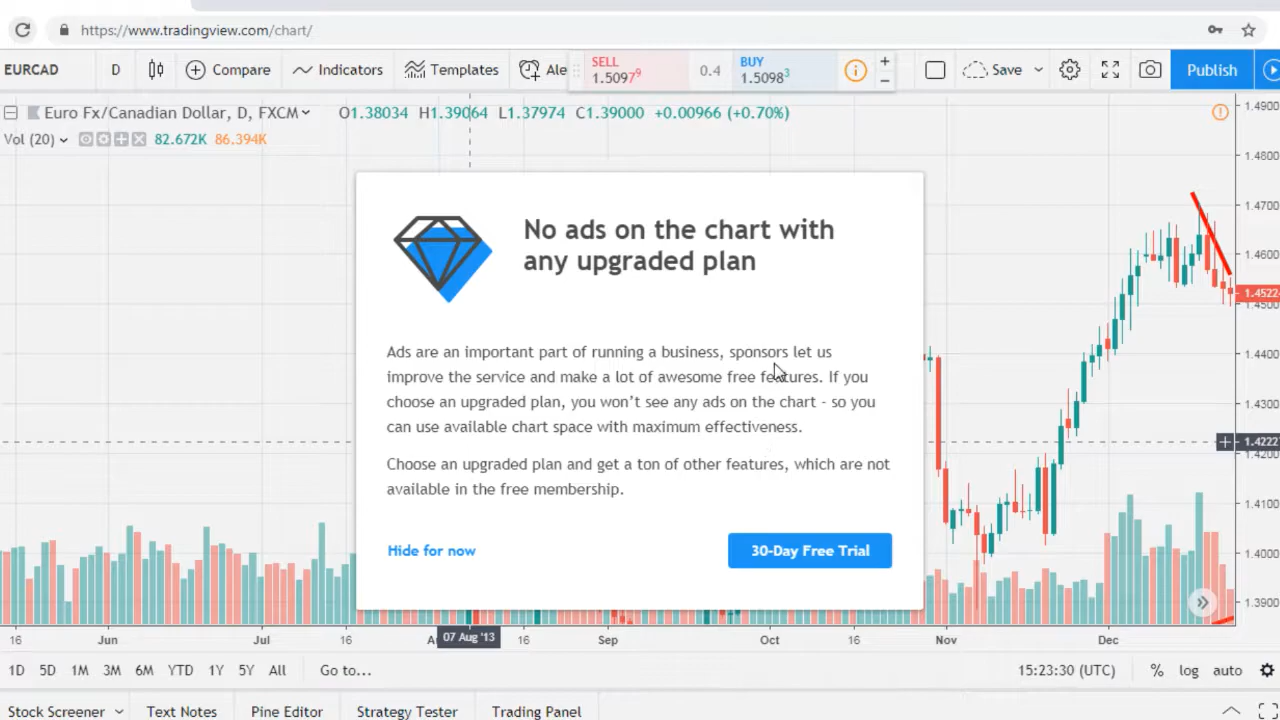 https://www.tradingview.com/chart/
EURCAD D Compare Indicators Templates Ale SELL 1.5097⁹ 0.4 BUY 1.5098³ Save Publish
Euro Fx/Canadian Dollar, D, FXCM O1.38034 H1.39064 L1.37974 C1.39000 +0.00966 (+0.70%)
Vol (20) 82.672K 86.394K
No ads on the chart with
any upgraded plan
Ads are an important part of running a business, sponsors let us
improve the service and make a lot of awesome free features. If you
choose an upgraded plan, you won’t see any ads on the chart - so you
can use available chart space with maximum effectiveness.
Choose an upgraded plan and get a ton of other features, which are not
available in the free membership.
Hide for now 30-Day Free Trial
1.4900
1.4800
1.4700
1.4600
1.4522
1.4500
1.4400
1.4300
1.4222
1.4200
1.4100
1.4000
1.3900
16 Jun 16 Jul 16 A 07 Aug '13 16 Sep 16 Oct 16 Nov 16 Dec
1D 5D 1M 3M 6M YTD 1Y 5Y All Go to... 15:23:30 (UTC) % log auto
Stock Screener Text Notes Pine Editor Strategy Tester Trading Panel